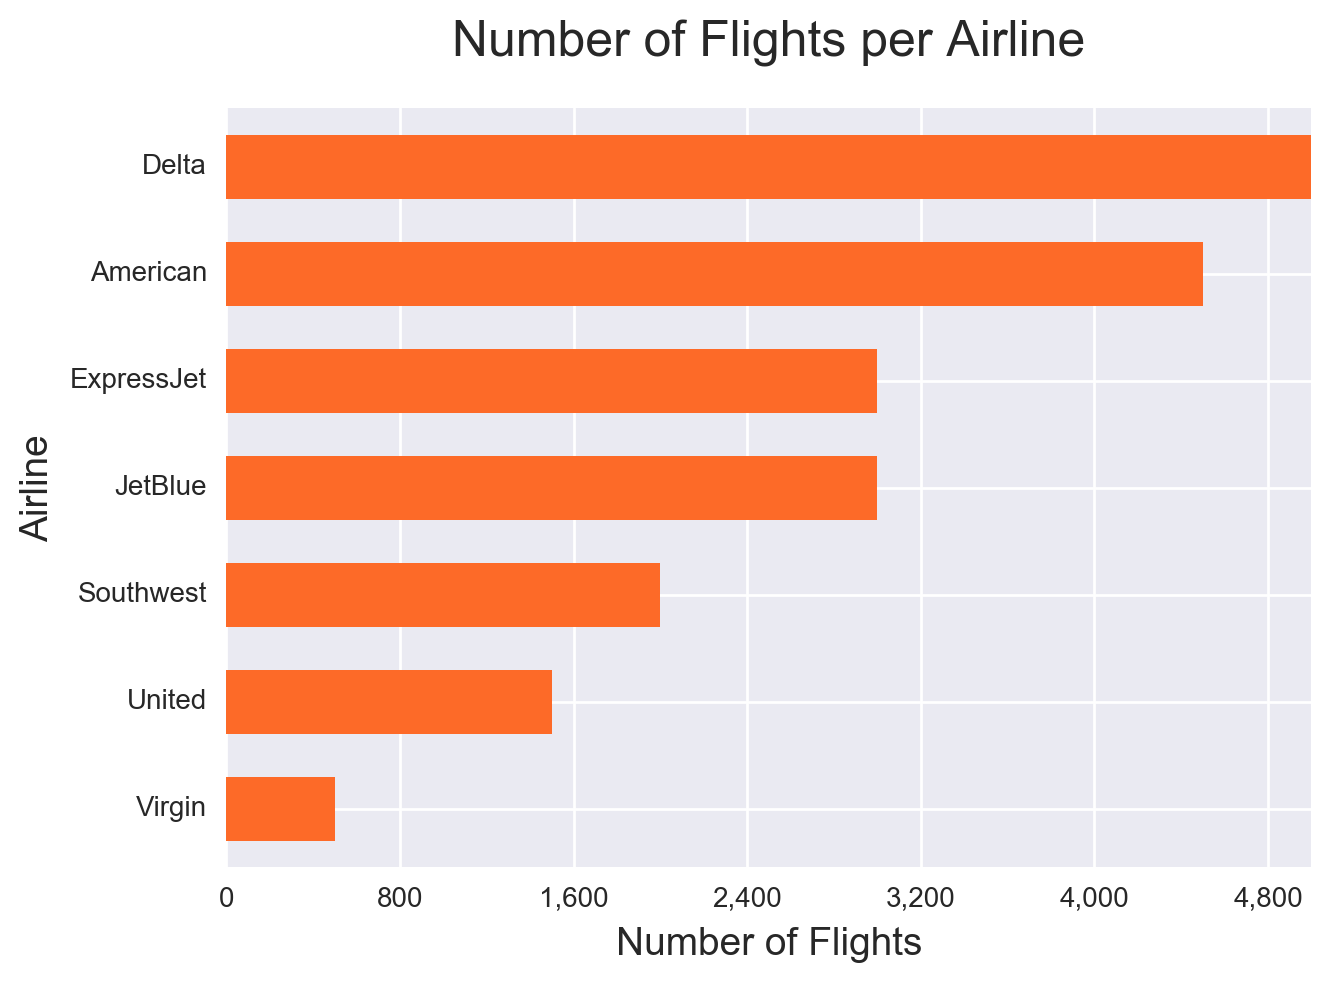 Number of Flights per Airline
Delta
American
ExpressJet
JetBlue
Southwest
United
Virgin
Airline
0 800 1,600 2,400 3,200 4,000 4,800
Number of Flights